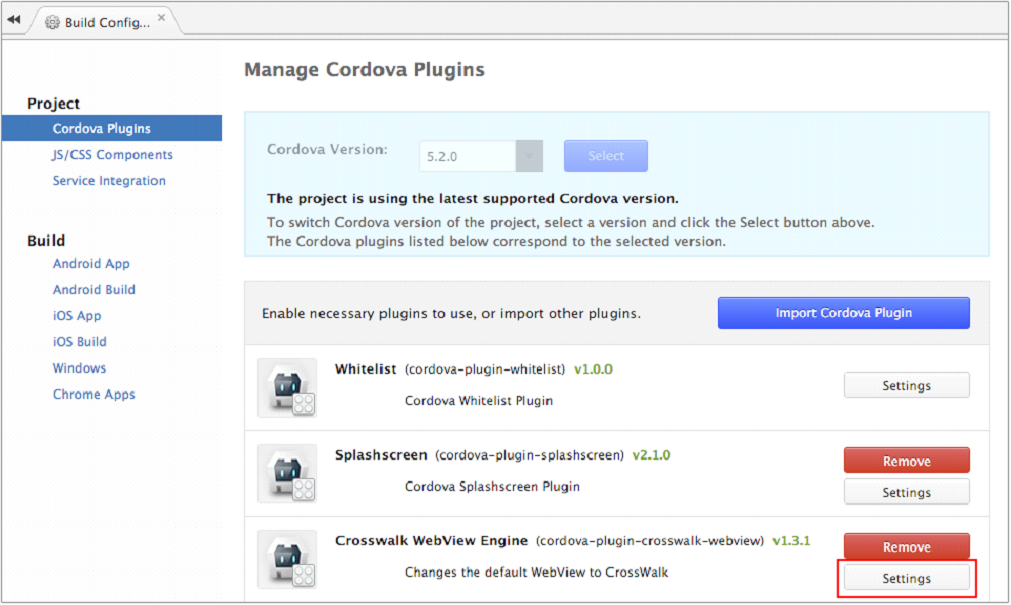 Build Config...
Manage Cordova Plugins
Project
Cordova Plugins
JS/CSS Components
Service Integration
Build
Android App
Android Build
iOS App
iOS Build
Windows
Chrome Apps
Cordova Version:
5.2.0
Select
The project is using the latest supported Cordova version.
To switch Cordova version of the project, select a version and click the Select button above.
The Cordova plugins listed below correspond to the selected version.
Enable necessary plugins to use, or import other plugins.
Import Cordova Plugin
Whitelist (cordova-plugin-whitelist) v1.0.0
Cordova Whitelist Plugin
Settings
Splashscreen (cordova-plugin-splashscreen) v2.1.0
Cordova Splashscreen Plugin
Remove
Settings
Crosswalk WebView Engine (cordova-plugin-crosswalk-webview) v1.3.1
Changes the default WebView to CrossWalk
Remove
Settings